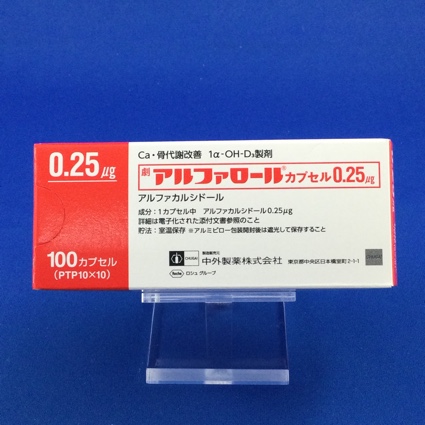 0.25μg
100カプセル
(PTP10×10)
Ca・骨代謝改善 1α-OH-D₃製剤
劇 アルファロール®カプセル0.25μg
アルファカルシドール
成分：1カプセル中 アルファカルシドール0.25μg
詳細は電子化された添付文書参照のこと
貯法：室温保存 ※アルミピロー包装開封後は遮光して保存すること
CHUGAI
製造販売元
中外製薬株式会社 東京都中央区日本橋室町2-1-1
Roche ロシュ グループ